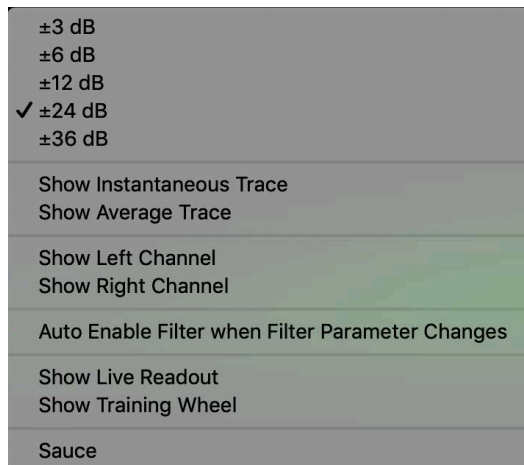 ±3 dB
±6 dB
±12 dB
✓ ±24 dB
±36 dB
Show Instantaneous Trace
Show Average Trace
Show Left Channel
Show Right Channel
Auto Enable Filter when Filter Parameter Changes
Show Live Readout
Show Training Wheel
Sauce